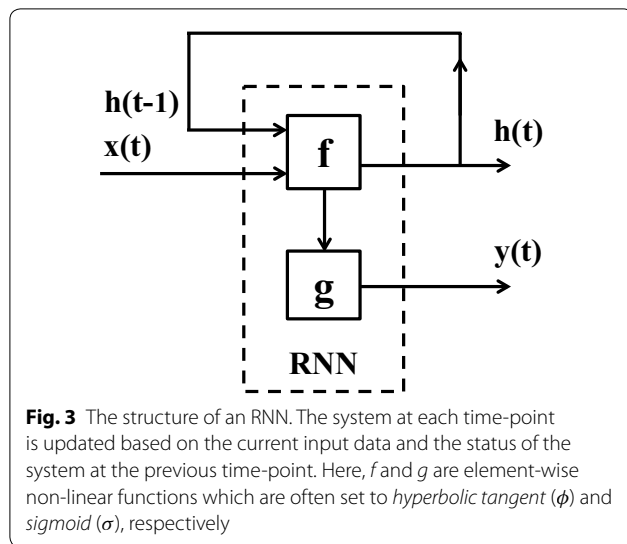 h(t-1)
x(t)
f
h(t)
g
y(t)
RNN
Fig. 3 The structure of an RNN. The system at each time-point
is updated based on the current input data and the status of the
system at the previous time-point. Here, f and g are element-wise
non-linear functions which are often set to hyperbolic tangent (ϕ) and
sigmoid (σ), respectively